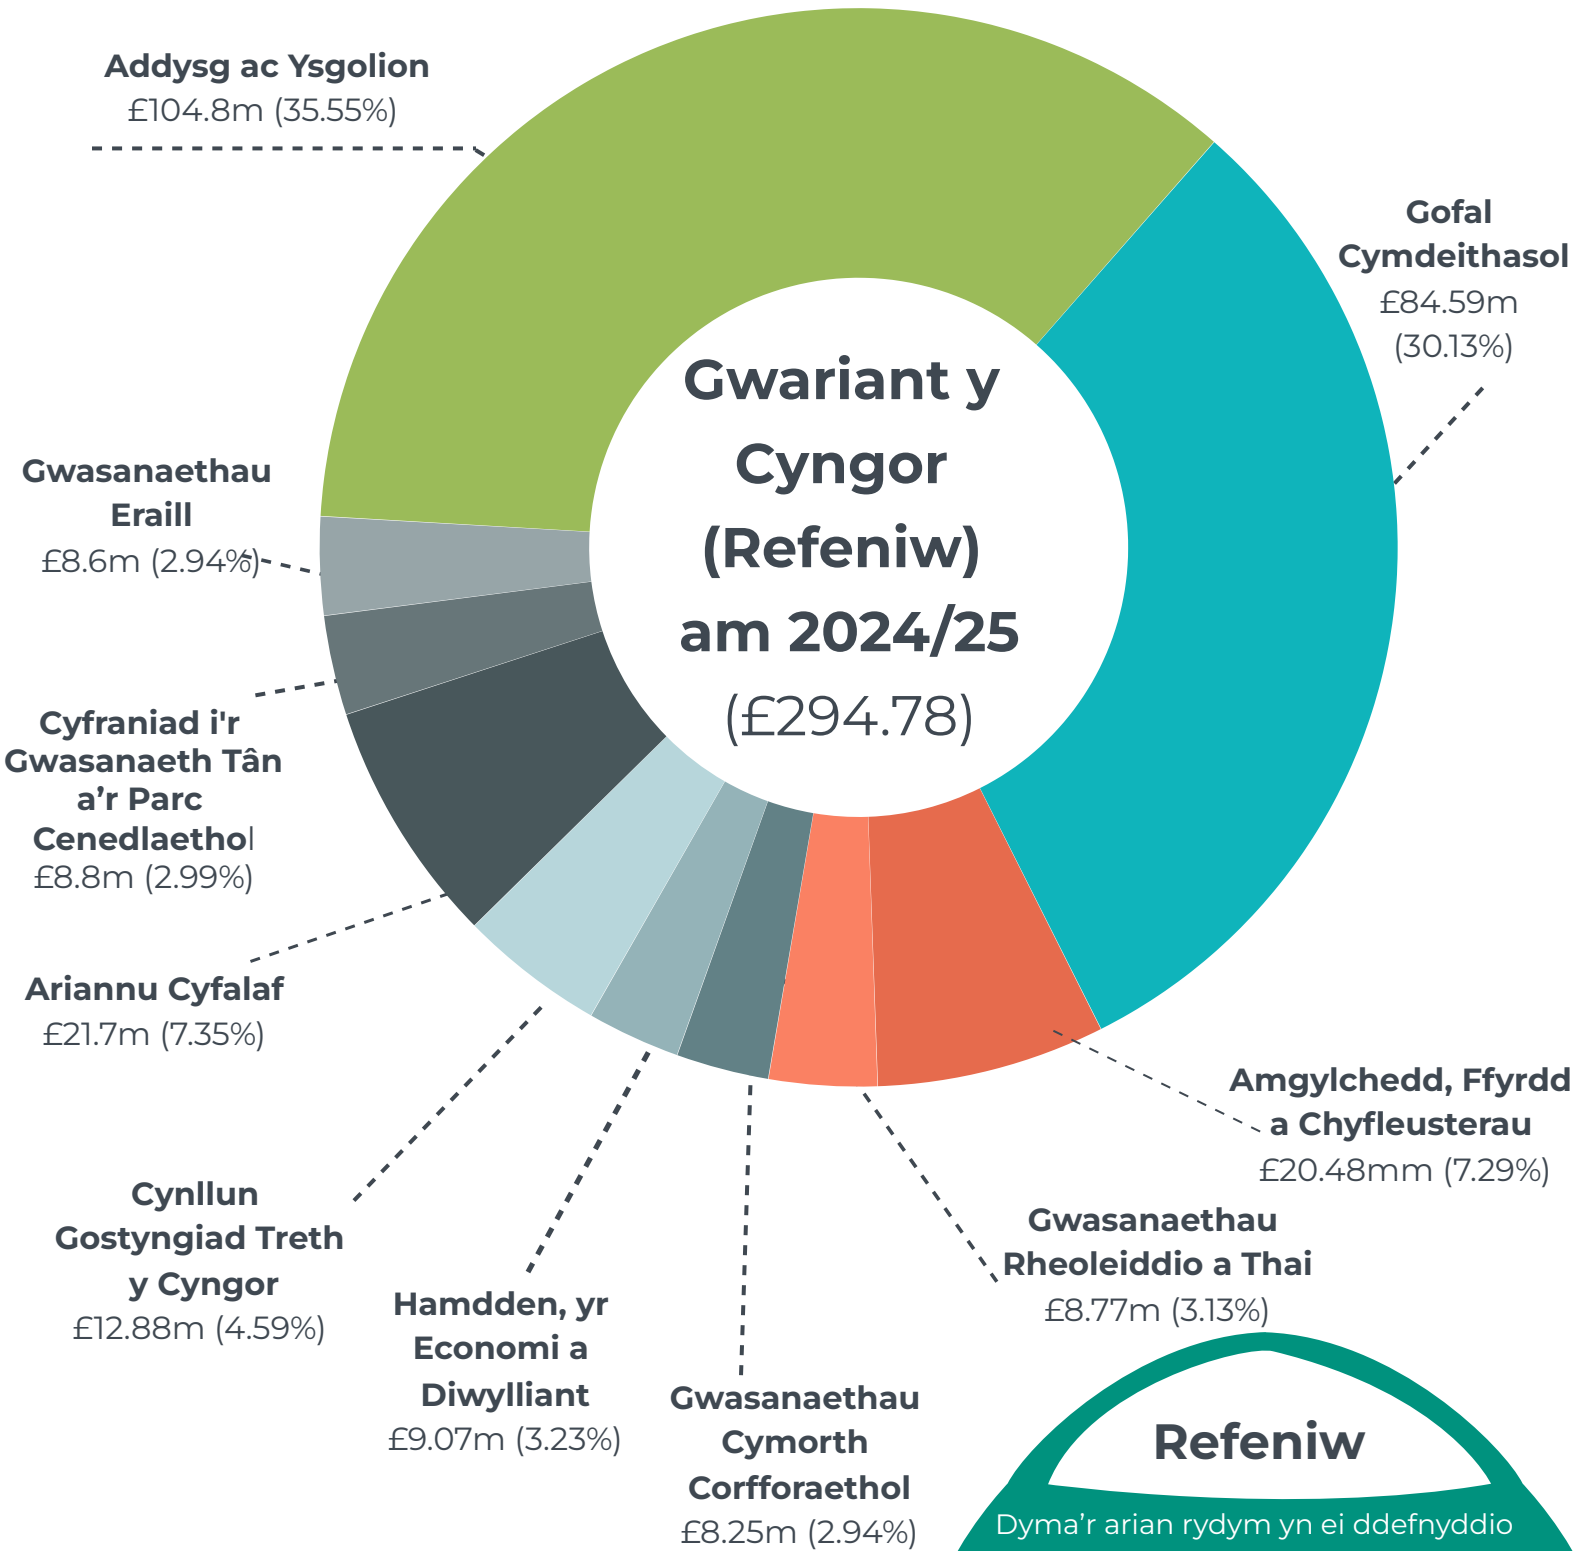 Addysg ac Ysgolion
£104.8m (35.55%)
Gofal
Cymdeithasol
£84.59m
(30.13%)
Gwariant y
Cyngor
(Refeniw)
am 2024/25
(£294.78)
Gwasanaethau
Eraill
£8.6m (2.94%)
Cyfraniad i'r
Gwasanaeth Tân
a’r Parc
Cenedlaethol
£8.8m (2.99%)
Ariannu Cyfalaf
£21.7m (7.35%)
Amgylchedd, Ffyrdd
a Chyfleusterau
£20.48mm (7.29%)
Cynllun
Gostyngiad Treth
y Cyngor
£12.88m (4.59%)
Hamdden, yr
Economi a
Diwylliant
£9.07m (3.23%)
Gwasanaethau
Cymorth
Corfforaethol
£8.25m (2.94%)
Gwasanaethau
Rheoleiddio a Thai
£8.77m (3.13%)
Refeniw
Dyma’r arian rydym yn ei ddefnyddio